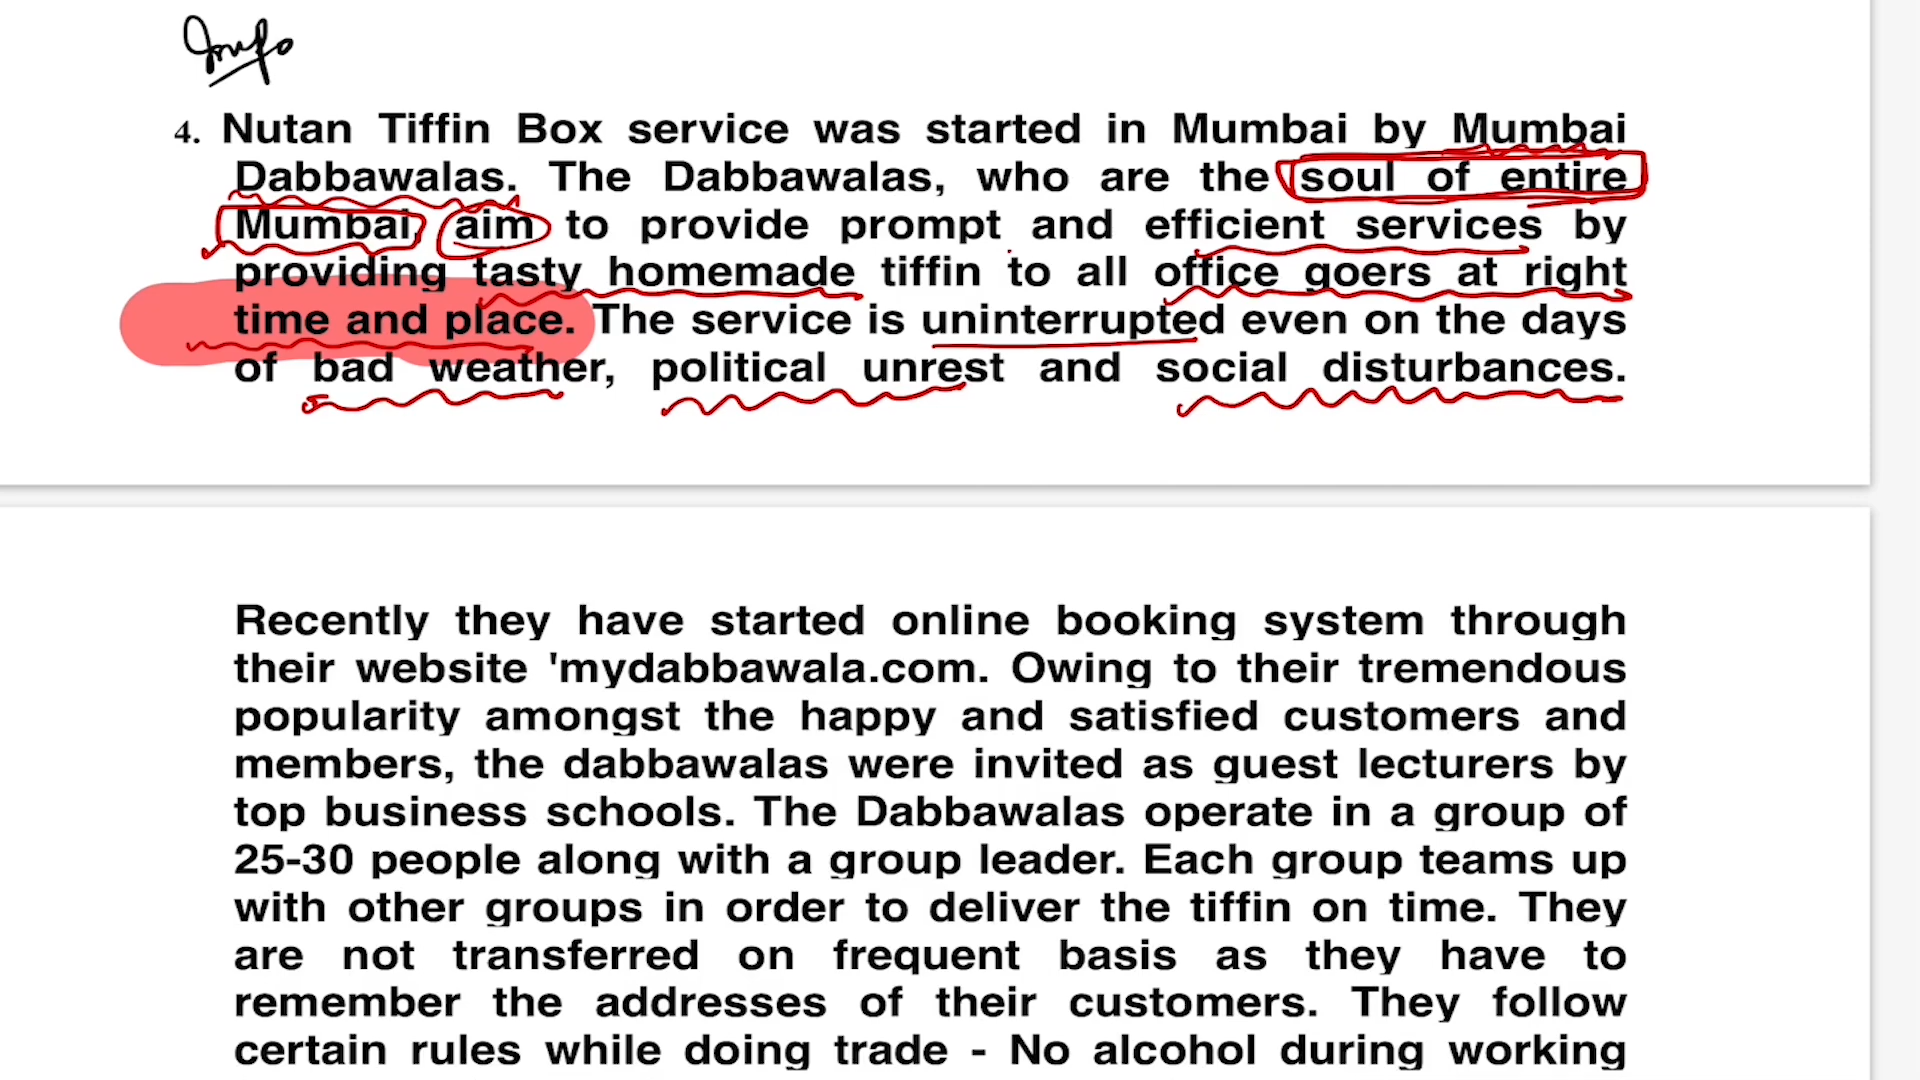 Info
4. Nutan Tiffin Box service was started in Mumbai by Mumbai
Dabbawalas. The Dabbawalas, who are the soul of entire
Mumbai, aim to provide prompt and efficient services by
providing tasty homemade tiffin to all office goers at right
time and place. The service is uninterrupted even on the days
of bad weather, political unrest and social disturbances.
Recently they have started online booking system through
their website 'mydabbawala.com. Owing to their tremendous
popularity amongst the happy and satisfied customers and
members, the dabbawalas were invited as guest lecturers by
top business schools. The Dabbawalas operate in a group of
25-30 people along with a group leader. Each group teams up
with other groups in order to deliver the tiffin on time. They
are not transferred on frequent basis as they have to
remember the addresses of their customers. They follow
certain rules while doing trade - No alcohol during working